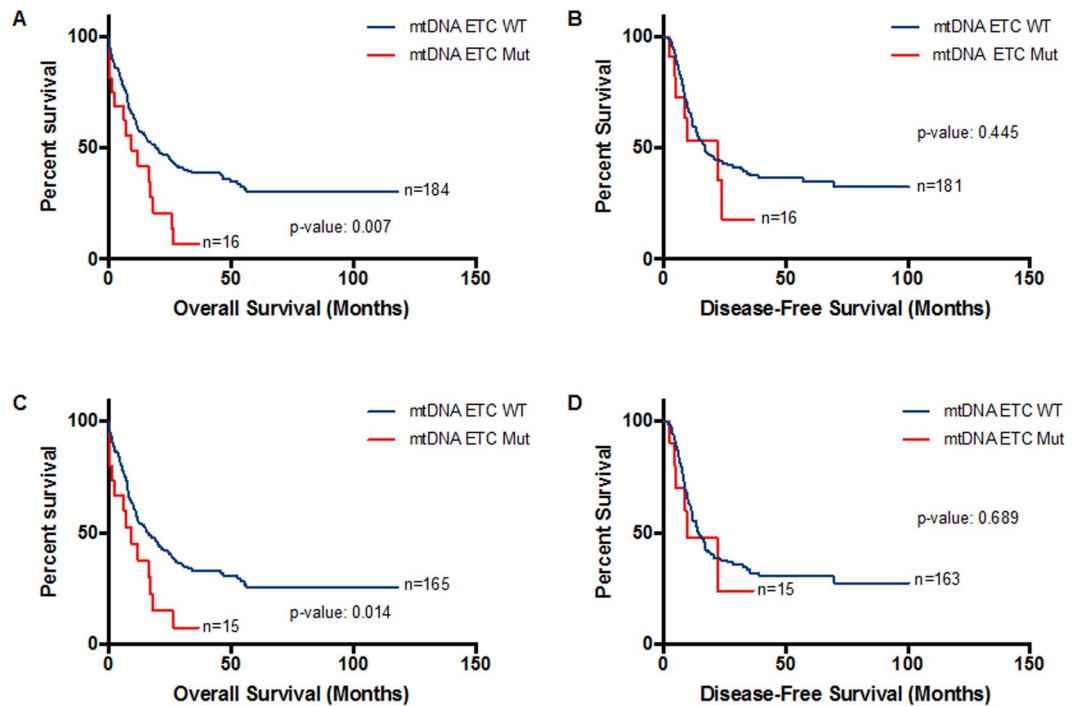 A
mtDNA ETC WT
mtDNA ETC Mut
Percent survival
100
50
0
n=184
p-value: 0.007
n=16
0 50 100 150
Overall Survival (Months)
B
mtDNA ETC WT
mtDNA ETC Mut
Percent Survival
100
50
0
p-value: 0.445
n=181
n=16
0 50 100 150
Disease-Free Survival (Months)
C
mtDNA ETC WT
mtDNA ETC Mut
Percent survival
100
50
0
n=165
p-value: 0.014
n=15
0 50 100 150
Overall Survival (Months)
D
mtDNA ETC WT
mtDNA ETC Mut
Percent Survival
100
50
0
p-value: 0.689
n=163
n=15
0 50 100 150
Disease-Free Survival (Months)